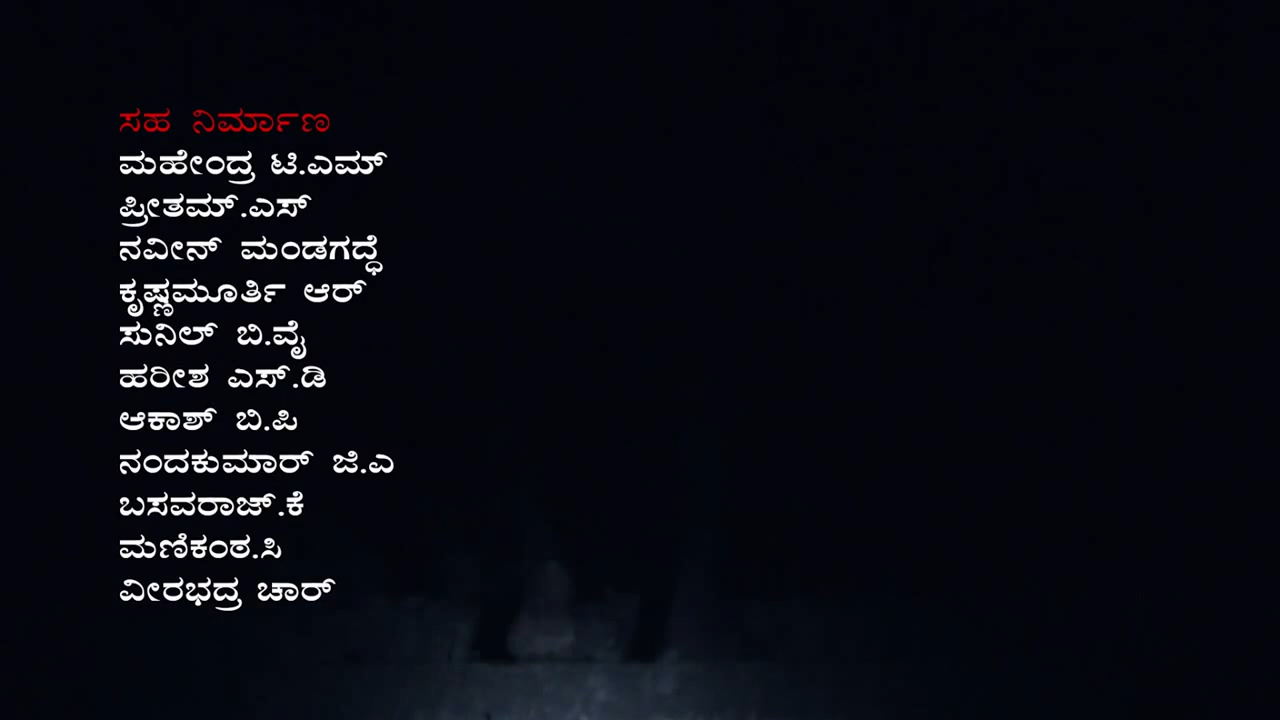 ಸಹ ನಿರ್ಮಾಣ
ಮಹೇಂದ್ರ ಟಿ.ಎಮ್
ಪ್ರೀತಮ್.ಎಸ್
ನವೀನ್ ಮಂಡಗದ್ಧೆ
ಕೃಷ್ಣಮೂರ್ತಿ ಆರ್
ಸುನಿಲ್ ಬಿ.ವೈ
ಹರೀಶ ಎಸ್.ಡಿ
ಆಕಾಶ್ ಬಿ.ಪಿ
ನಂದಕುಮಾರ್ ಜಿ.ಎ
ಬಸವರಾಜ್.ಕೆ
ಮಣಿಕಂಠ.ಸಿ
ವೀರಭದ್ರ ಚಾರ್